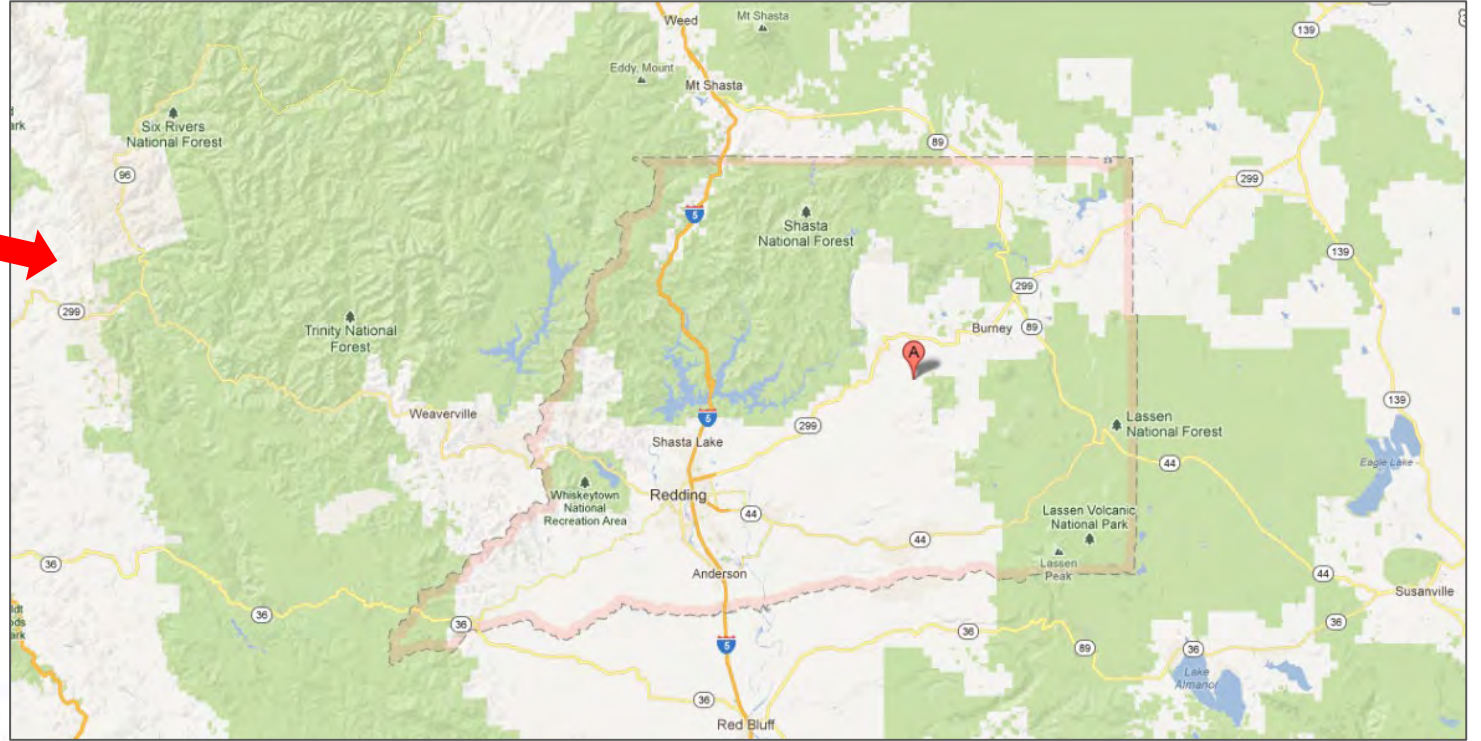 Weed
Mt Shasta
139
Eddy, Mount
Mt Shasta
Six Rivers
National Forest
89
96
299
5
Shasta
National Forest
139
299
299
Trinity National
Forest
Burney
89
A
Weaverville
299
5
Lassen
National Forest
139
Shasta Lake
44
Eagle Lake
Whiskeytown
National
Recreation Area
Redding
44
Lassen Volcanic
National Park
44
Lassen
Peak
36
Anderson
44
Susanville
36
36
36
36
5
89
36
Lake
Almanor
36
Red Bluff